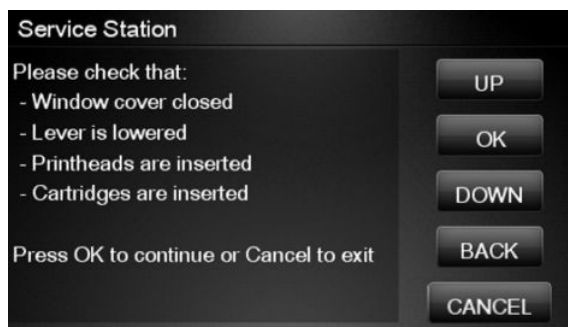 Service Station
Please check that:
- Window cover closed
- Lever is lowered
- Printheads are inserted
- Cartridges are inserted
Press OK to continue or Cancel to exit
UP
OK
DOWN
BACK
CANCEL